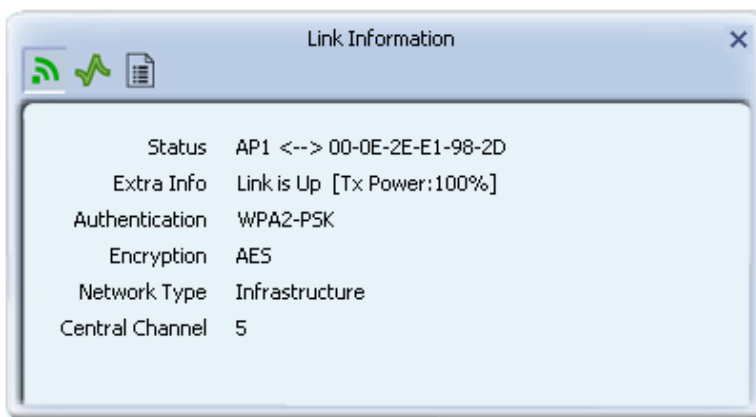 Link Information
Status AP1 <--> 00-0E-2E-E1-98-2D
Extra Info Link is Up [Tx Power:100%]
Authentication WPA2-PSK
Encryption AES
Network Type Infrastructure
Central Channel 5